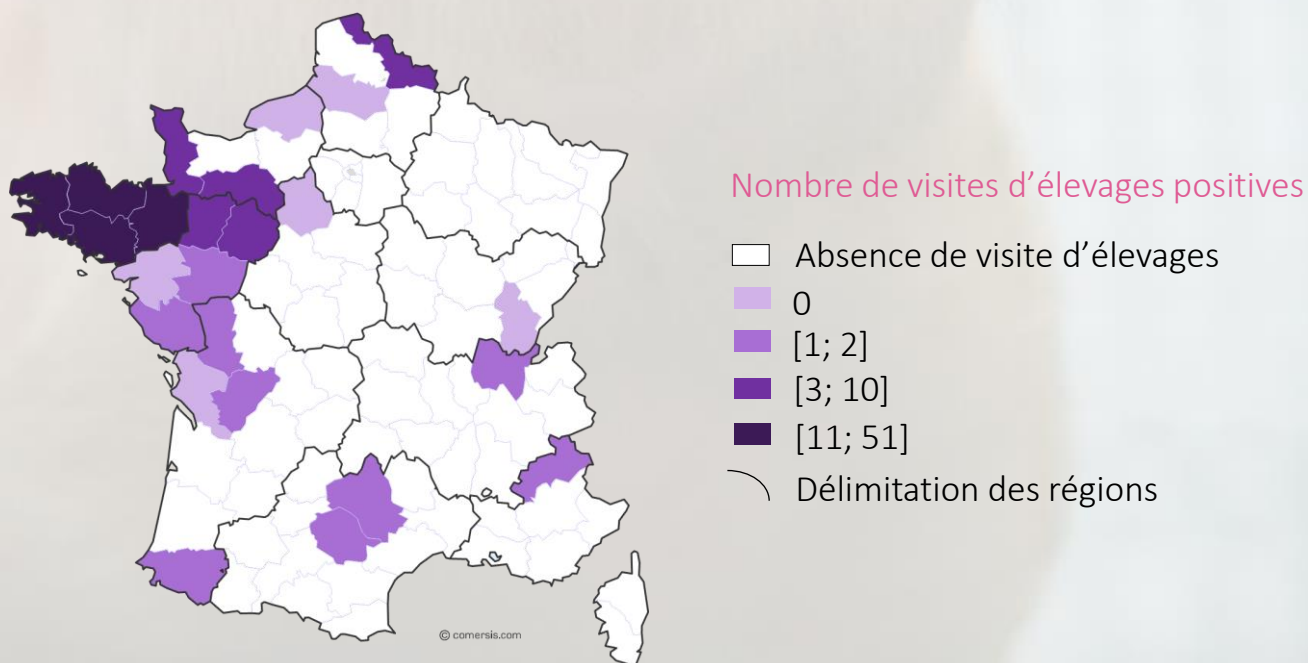 Nombre de visites d'élevages positives
Absence de visite d'élevages
0
[1; 2]
[3; 10]
[11; 51]
Délimitation des régions
© comersis.com